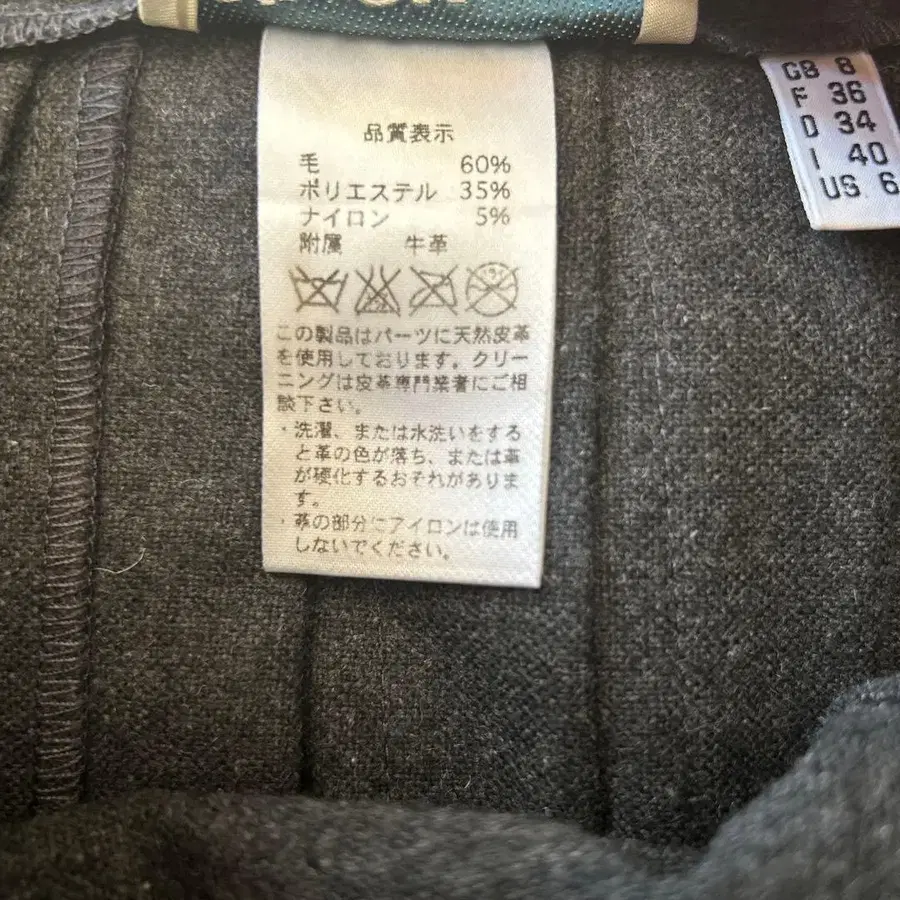 品質表示
毛 60%
ポリエステル 35%
ナイロン 5%
附属 牛革
この製品はパーツに天然皮革
を使用しております。クリー
ニングは皮革専門業者にご相
談下さい。
・洗濯、または水洗いをする
と革の色が落ち、または革
が硬化するおそれがありま
す。
・革の部分にアイロンは使用
しないでください。
GB 8
F 36
D 34
I 40
US 6